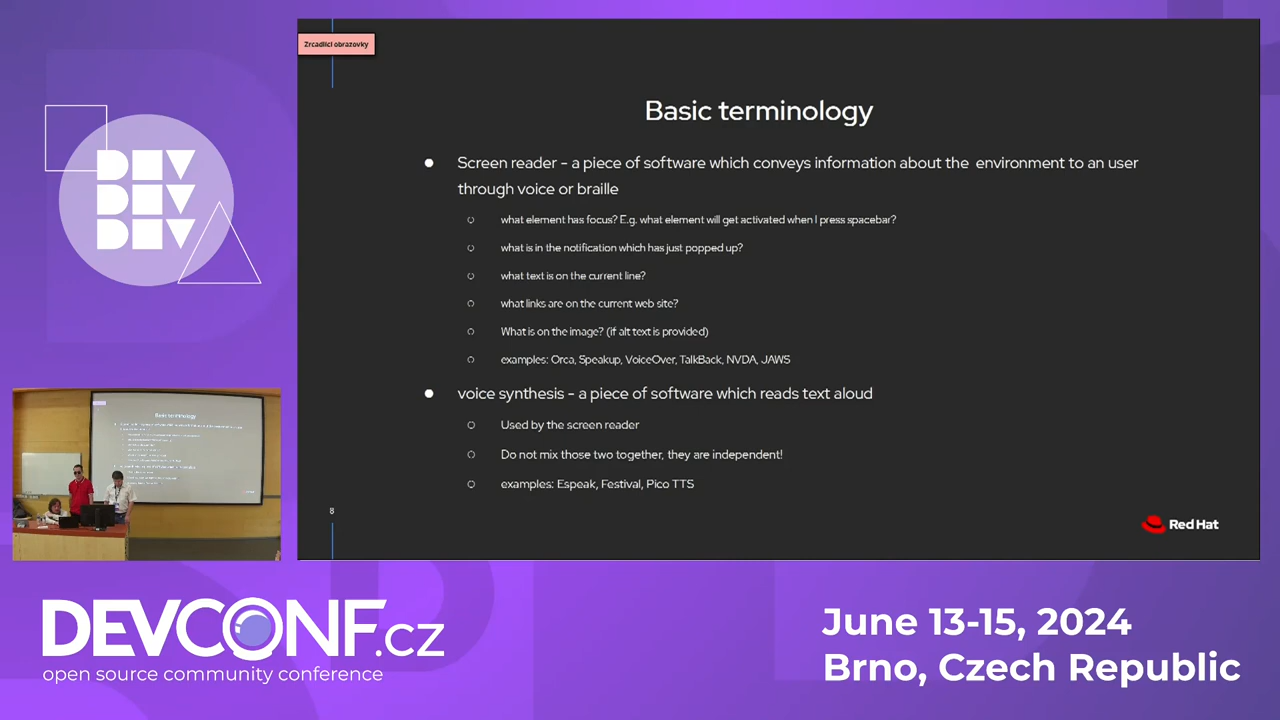 Zrcadlící obrazovky
DEV
DEV
DEV
Basic terminology
Screen reader - a piece of software which conveys information about the environment to an user
through voice or braille
what element has focus? E.g. what element will get activated when I press spacebar?
what is in the notification which has just popped up?
what text is on the current line?
what links are on the current web site?
What is on the image? (if alt text is provided)
examples: Orca, Speakup, VoiceOver, TalkBack, NVDA, JAWS
voice synthesis - a piece of software which reads text aloud
Used by the screen reader
Do not mix those two together, they are independent!
examples: Espeak, Festival, Pico TTS
8
Red Hat
Basic terminology
DEVCONF.cz
open source community conference
June 13-15, 2024
Brno, Czech Republic